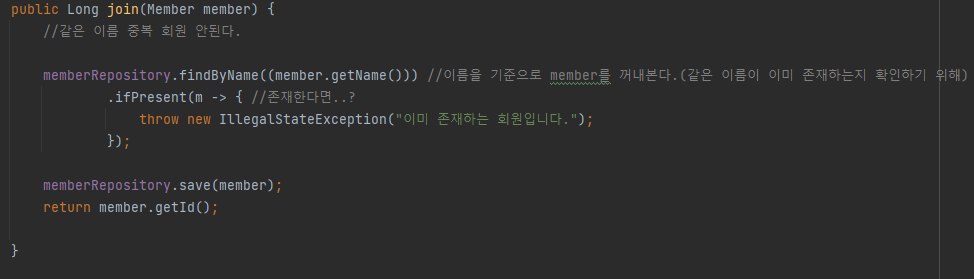 public Long join(Member member) {
//같은 이름 중복 회원 안된다.
memberRepository.findByName((member.getName())) //이름을 기준으로 member를 꺼내본다.(같은 이름이 이미 존재하는지 확인하기 위해)
.ifPresent(m -> { //존재한다면..?
throw new IllegalStateException("이미 존재하는 회원입니다.");
});
memberRepository.save(member);
return member.getId();
}